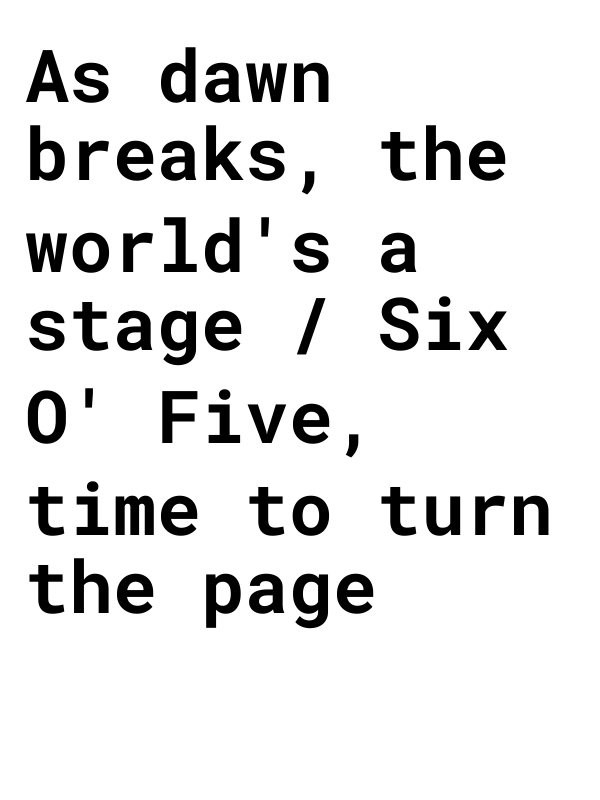 As dawn
breaks, the
world's a
stage / Six
O' Five,
time to turn
the page